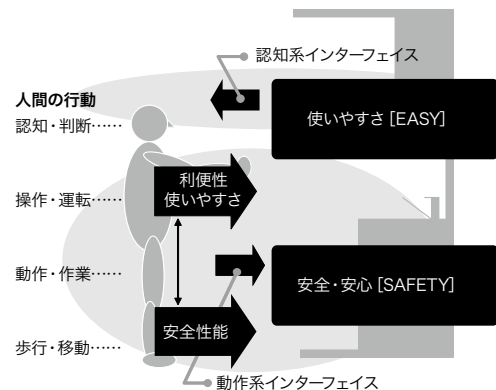 認知系インターフェイス
人間の行動
認知・判断……
使いやすさ [EASY]
利便性
使いやすさ
操作・運転……
動作・作業……
安全・安心 [SAFETY]
安全性能
歩行・移動……
動作系インターフェイス